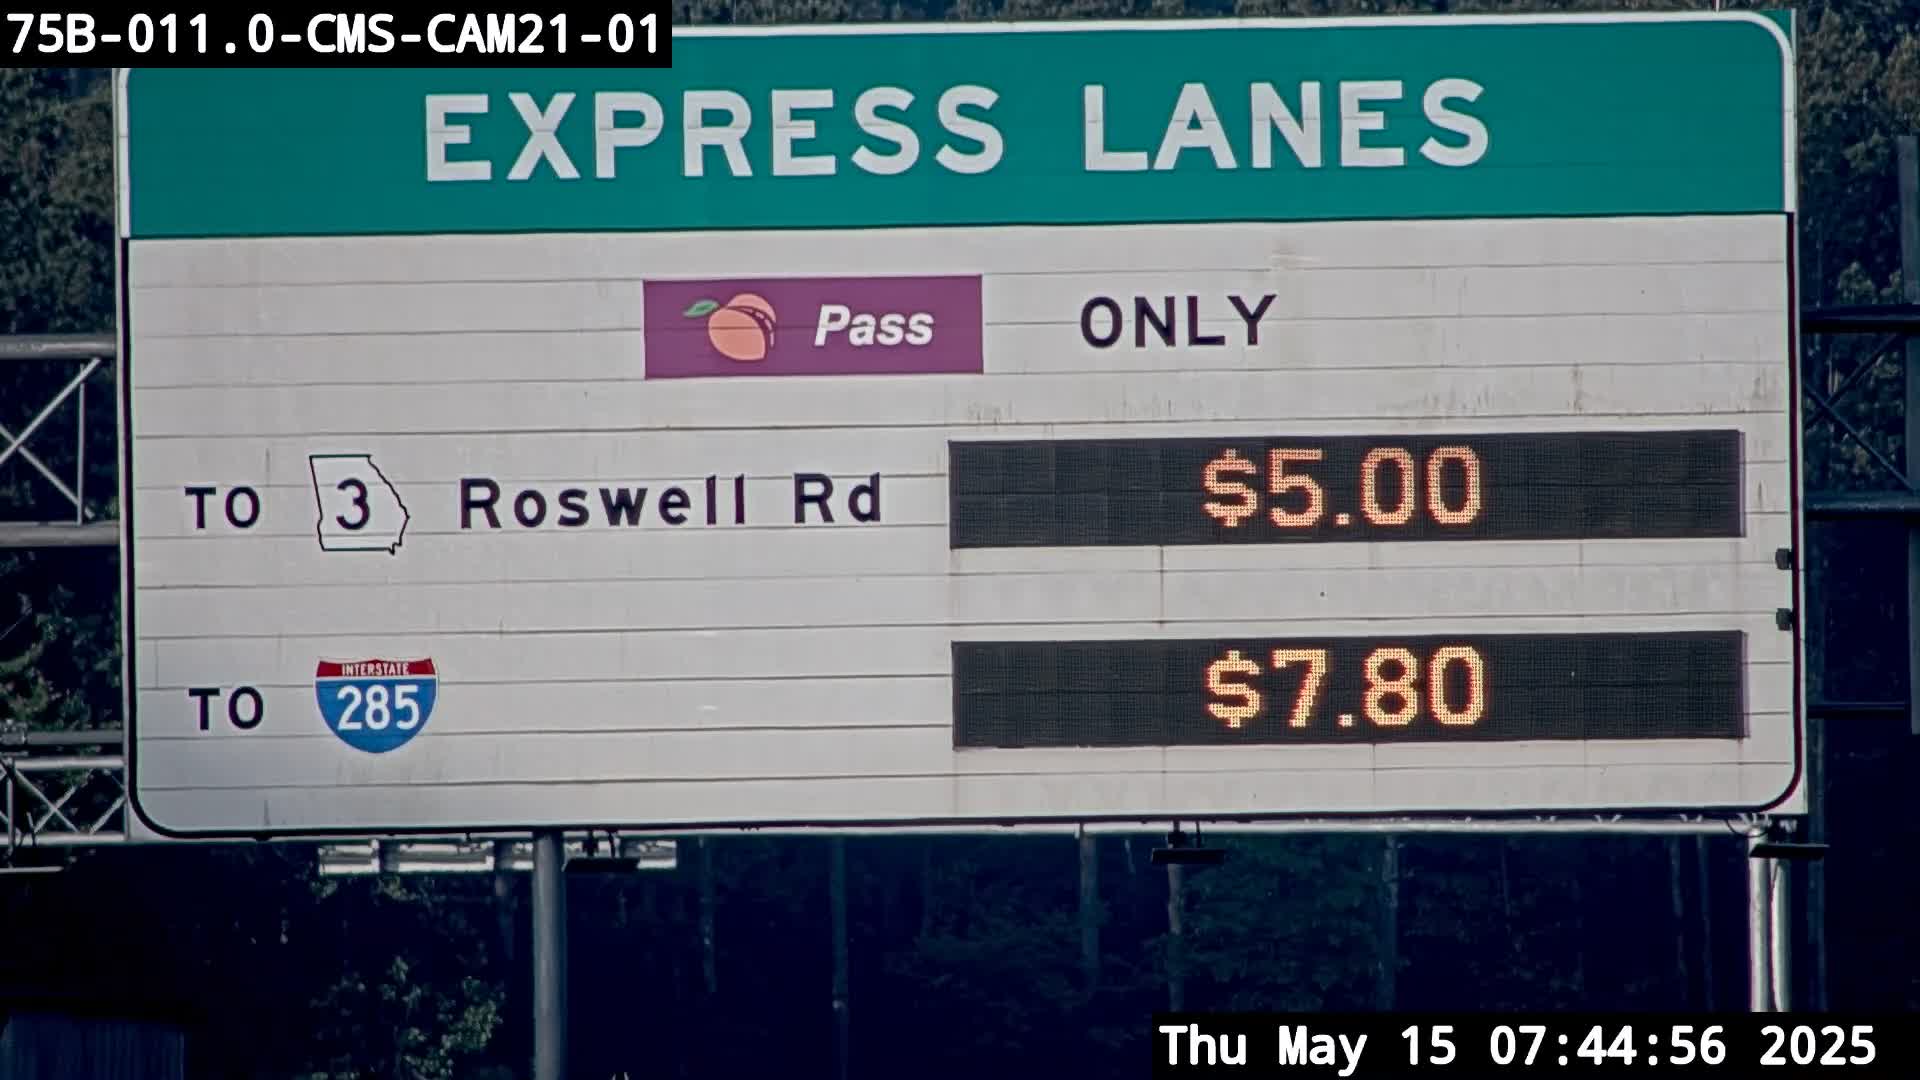 75B-011.0-CMS-CAM21-01
EXPRESS LANES
Pass ONLY
TO 3 Roswell Rd $5.00
INTERSTATE
TO 285 $7.80
Thu May 15 07:44:56 2025